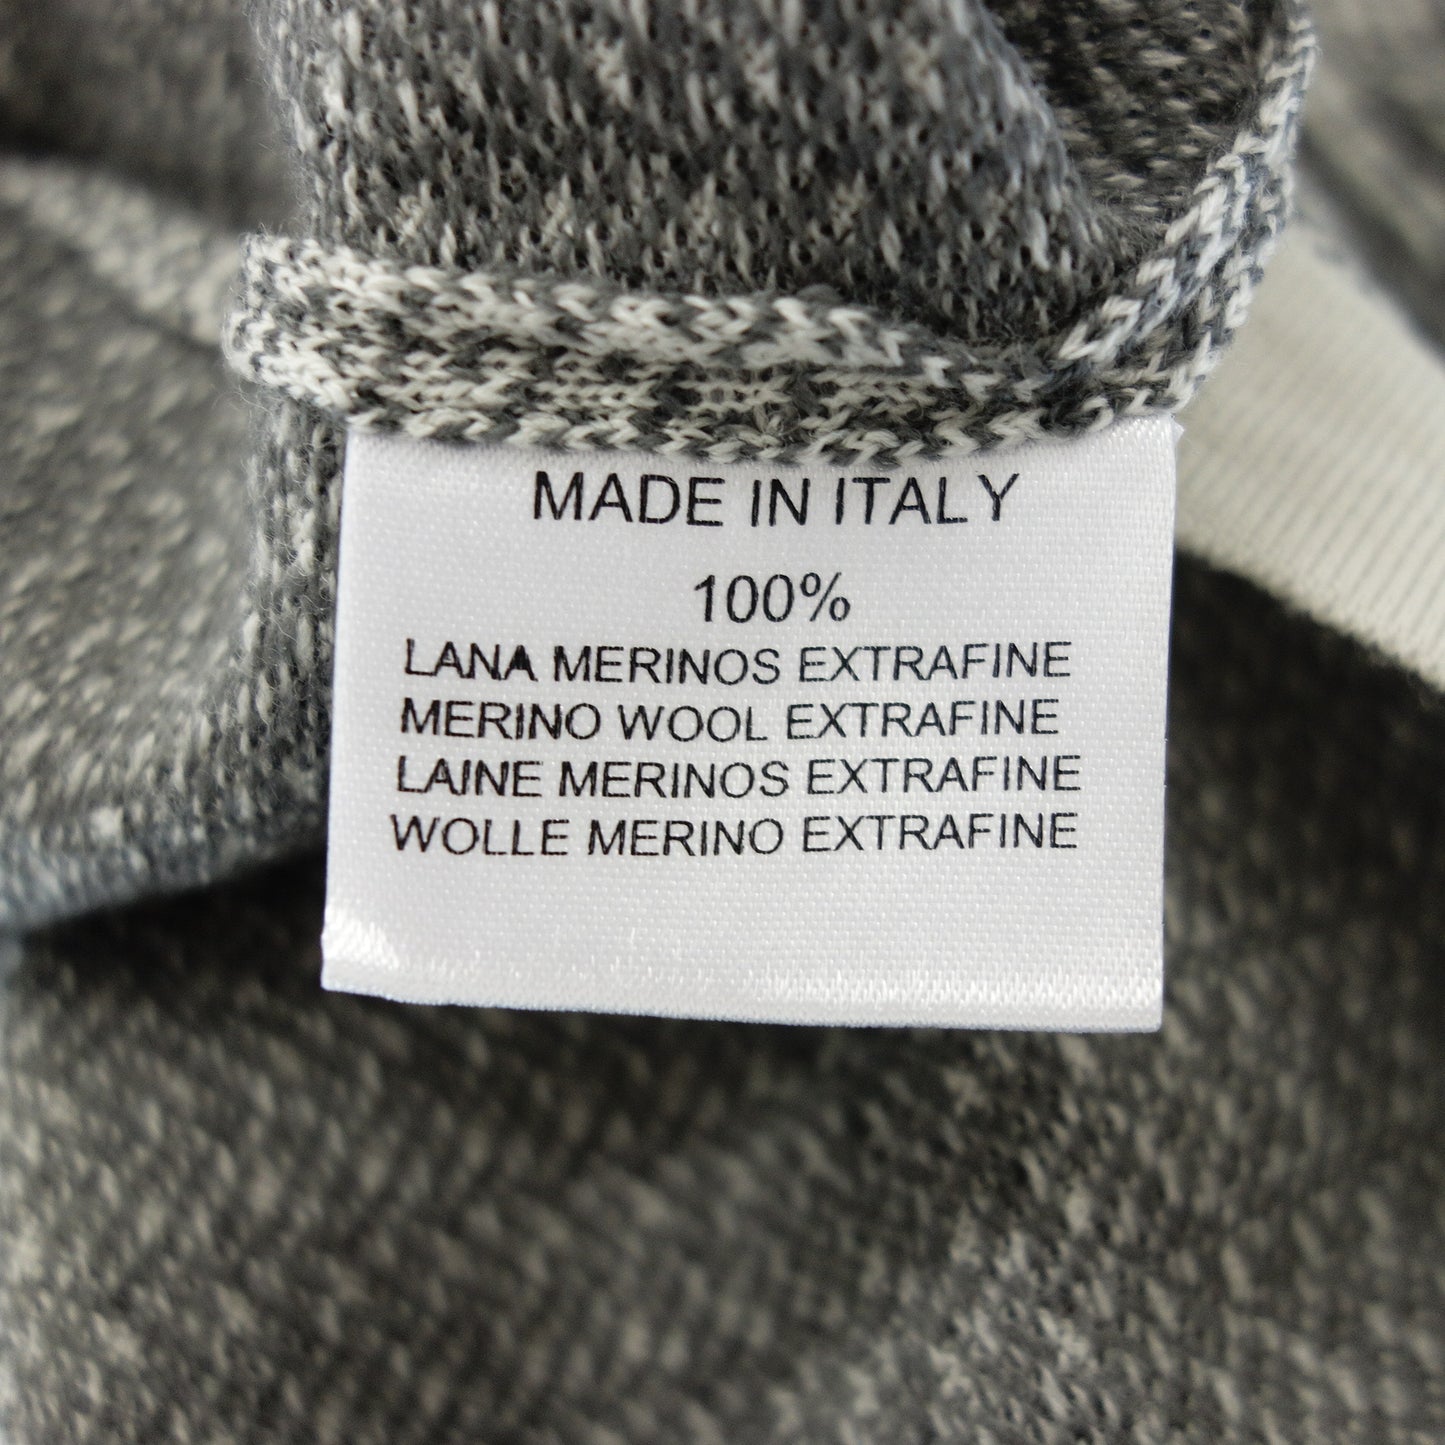 MADE IN ITALY
100%
LANA MERINOS EXTRAFINE
MERINO WOOL EXTRAFINE
LAINE MERINOS EXTRAFINE
WOLLE MERINO EXTRAFINE